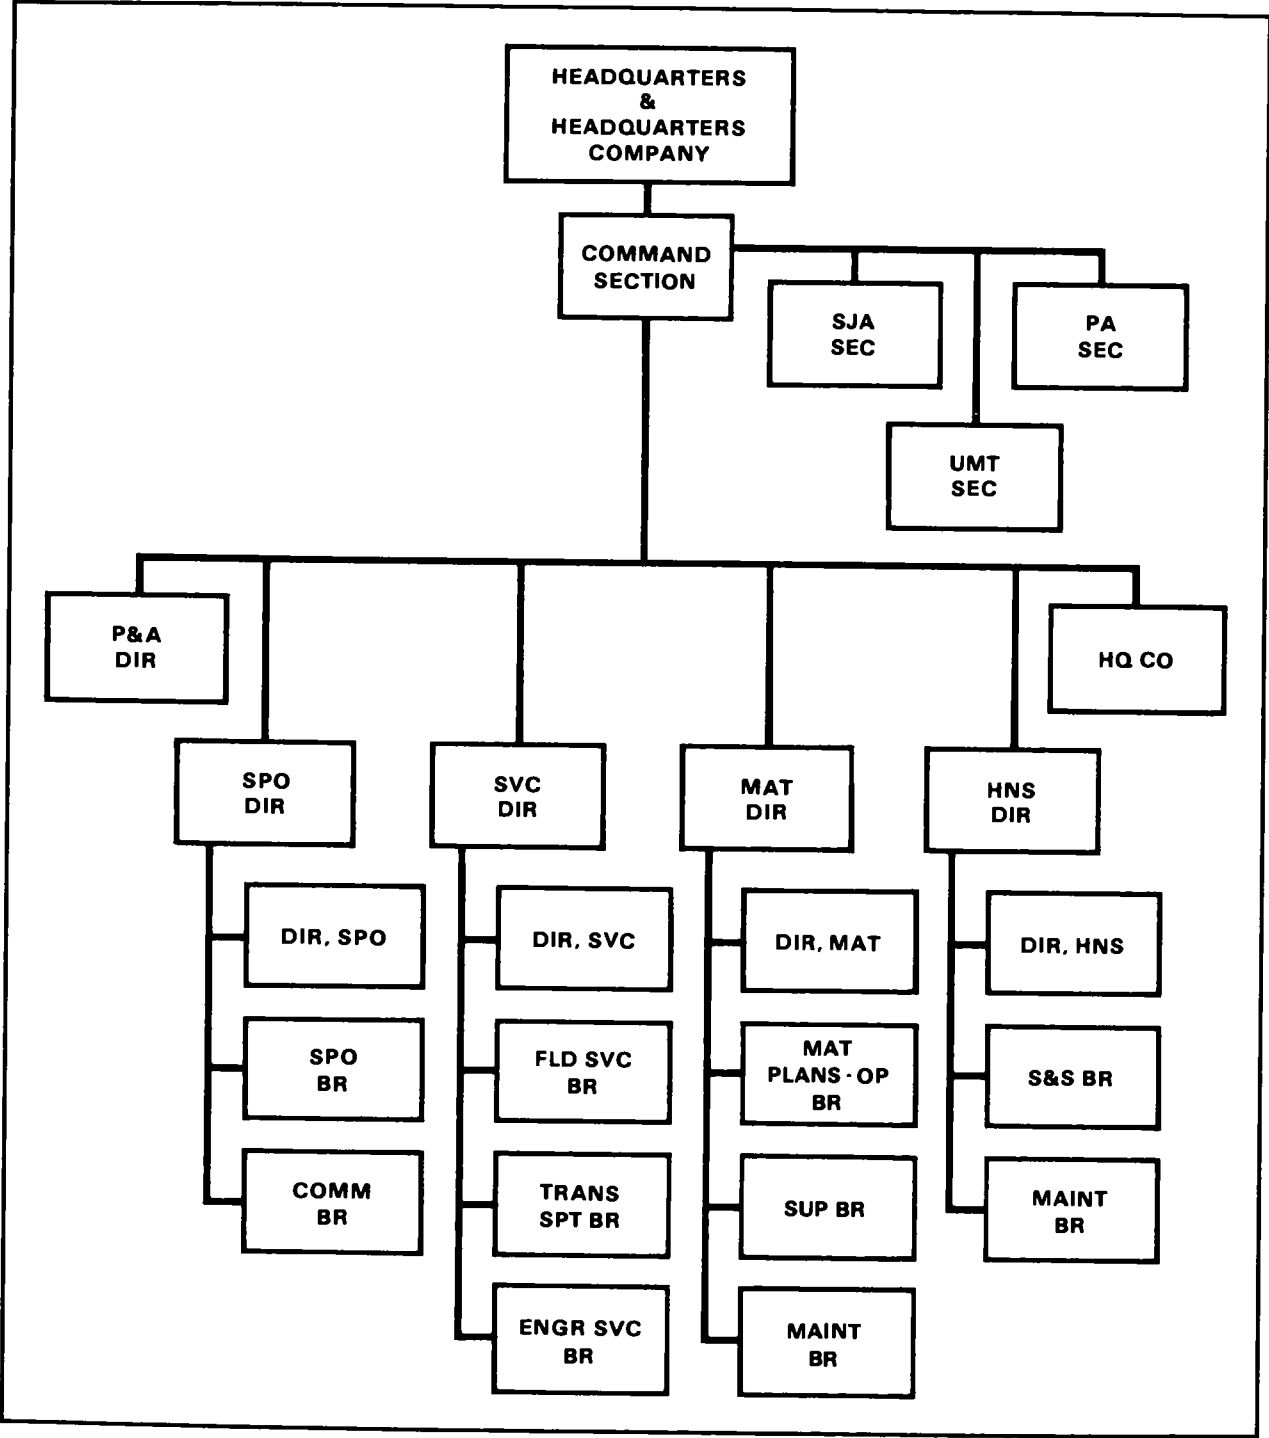 HEADQUARTERS
&
HEADQUARTERS
COMPANY
COMMAND
SECTION
SJA
SEC
PA
SEC
UMT
SEC
P&A
DIR
HQ CO
SPO
DIR
SVC
DIR
MAT
DIR
HNS
DIR
DIR, SPO
DIR, SVC
DIR, MAT
DIR, HNS
SPO
BR
FLD SVC
BR
MAT
PLANS - OP
BR
S&S BR
COMM
BR
TRANS
SPT BR
SUP BR
MAINT
BR
ENGR SVC
BR
MAINT
BR